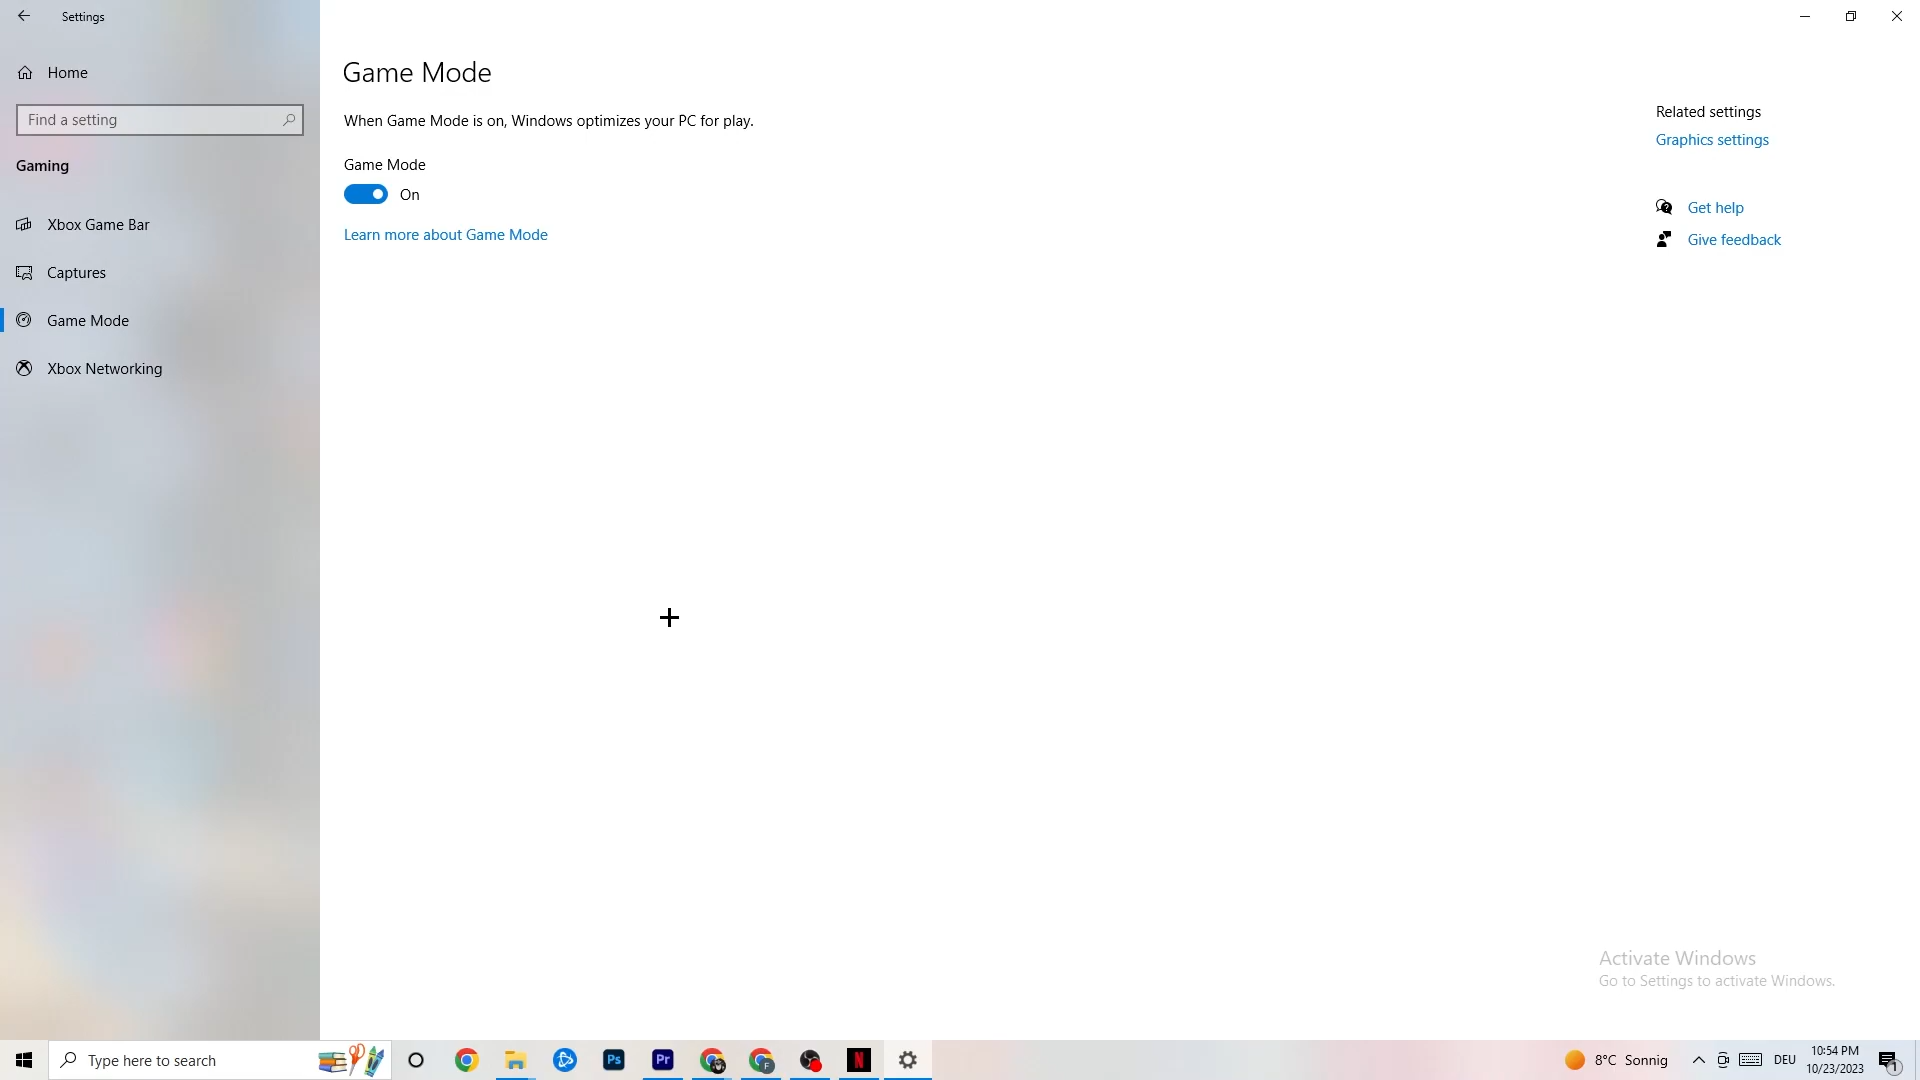 Settings
Home
Find a setting
Gaming
Xbox Game Bar
Captures
Game Mode
Xbox Networking
Game Mode
When Game Mode is on, Windows optimizes your PC for play.
Game Mode
On
Learn more about Game Mode
Related settings
Graphics settings
Get help
Give feedback
Activate Windows
Go to Settings to activate Windows.
Type here to search
Ps
Pr
F
N
8°C Sonnig
DEU
10:54 PM
10/23/2023
1